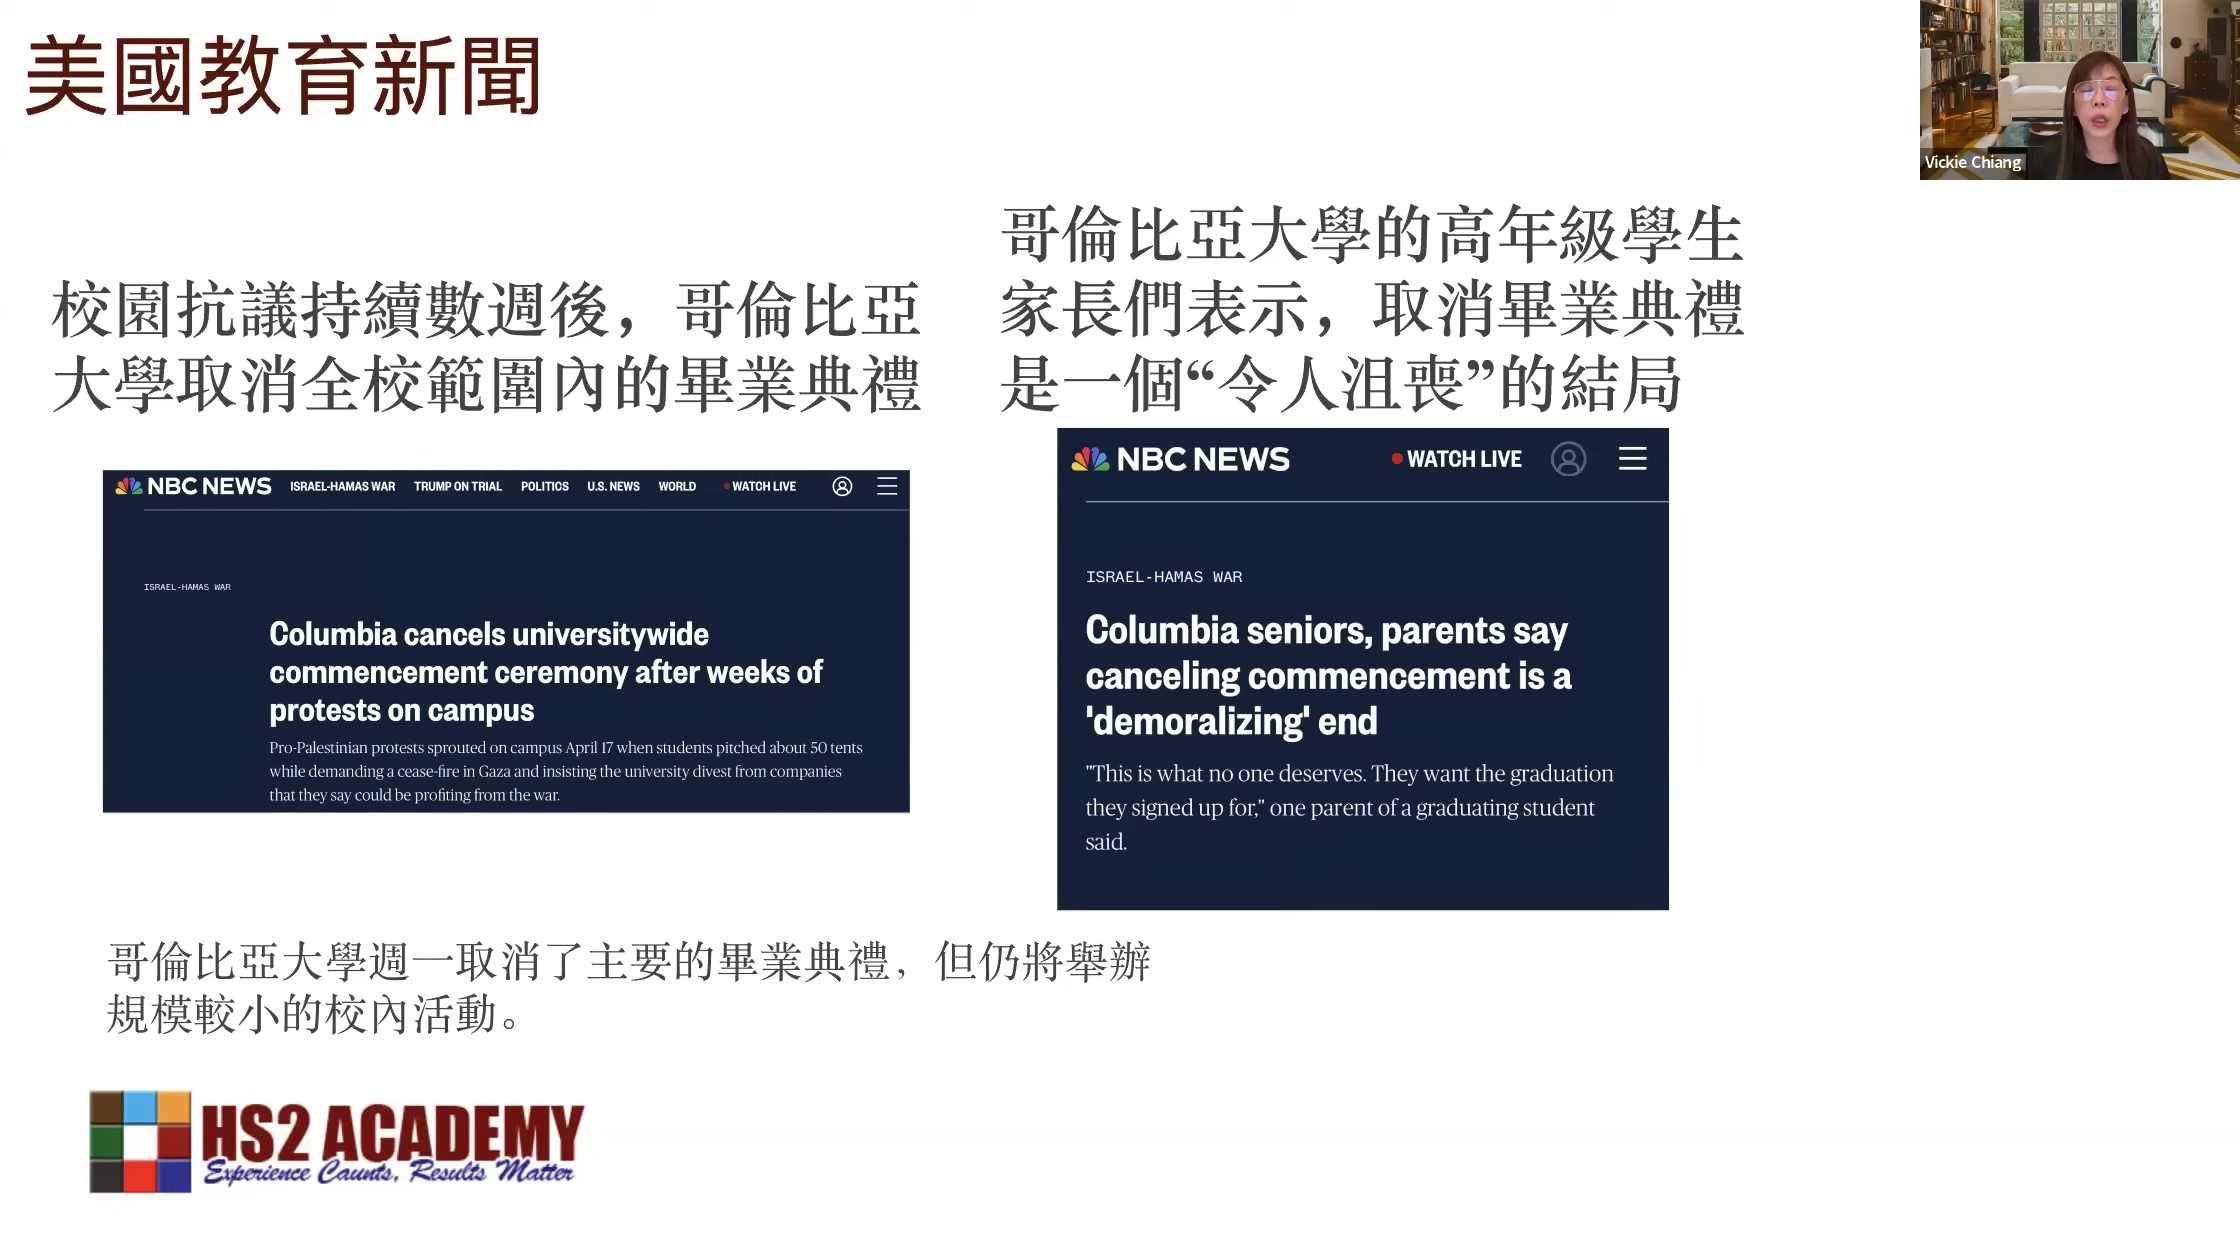 美國教育新聞
Vickie Chiang
校園抗議持續數週後，哥倫比亞
大學取消全校範圍內的畢業典禮
哥倫比亞大學的高年級學生
家長們表示，取消畢業典禮
是一個“令人沮喪”的結局
NBC NEWS ISRAEL-HAMAS WAR TRUMP ON TRIAL POLITICS U.S. NEWS WORLD WATCH LIVE
ISRAEL-HAMAS WAR
Columbia cancels universitywide
commencement ceremony after weeks of
protests on campus
Pro-Palestinian protests sprouted on campus April 17 when students pitched about 50 tents
while demanding a cease-fire in Gaza and insisting the university divest from companies
that they say could be profiting from the war.
NBC NEWS WATCH LIVE
ISRAEL-HAMAS WAR
Columbia seniors, parents say
canceling commencement is a
'demoralizing' end
"This is what no one deserves. They want the graduation
they signed up for," one parent of a graduating student
said.
哥倫比亞大學週一取消了主要的畢業典禮，但仍將舉辦
規模較小的校內活動。
HS2 ACADEMY
Experience Counts, Results Matter